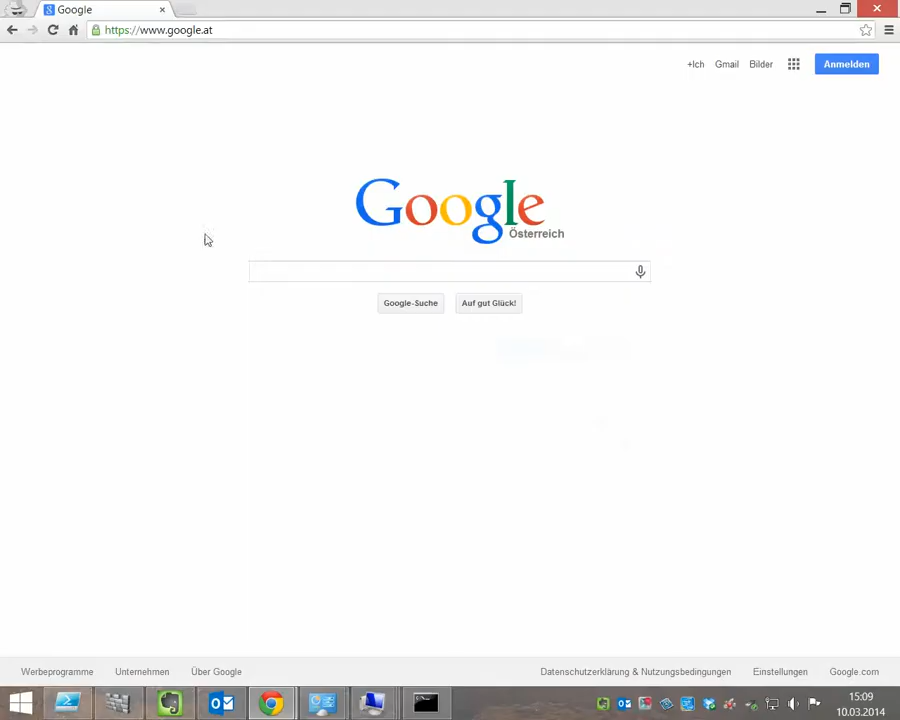 Google
https://www.google.at
+Ich Gmail Bilder Anmelden
Google
Österreich
Google-Suche Auf gut Glück!
Werbeprogramme Unternehmen Über Google Datenschutzerklärung & Nutzungsbedingungen Einstellungen Google.com
15:09
10.03.2014